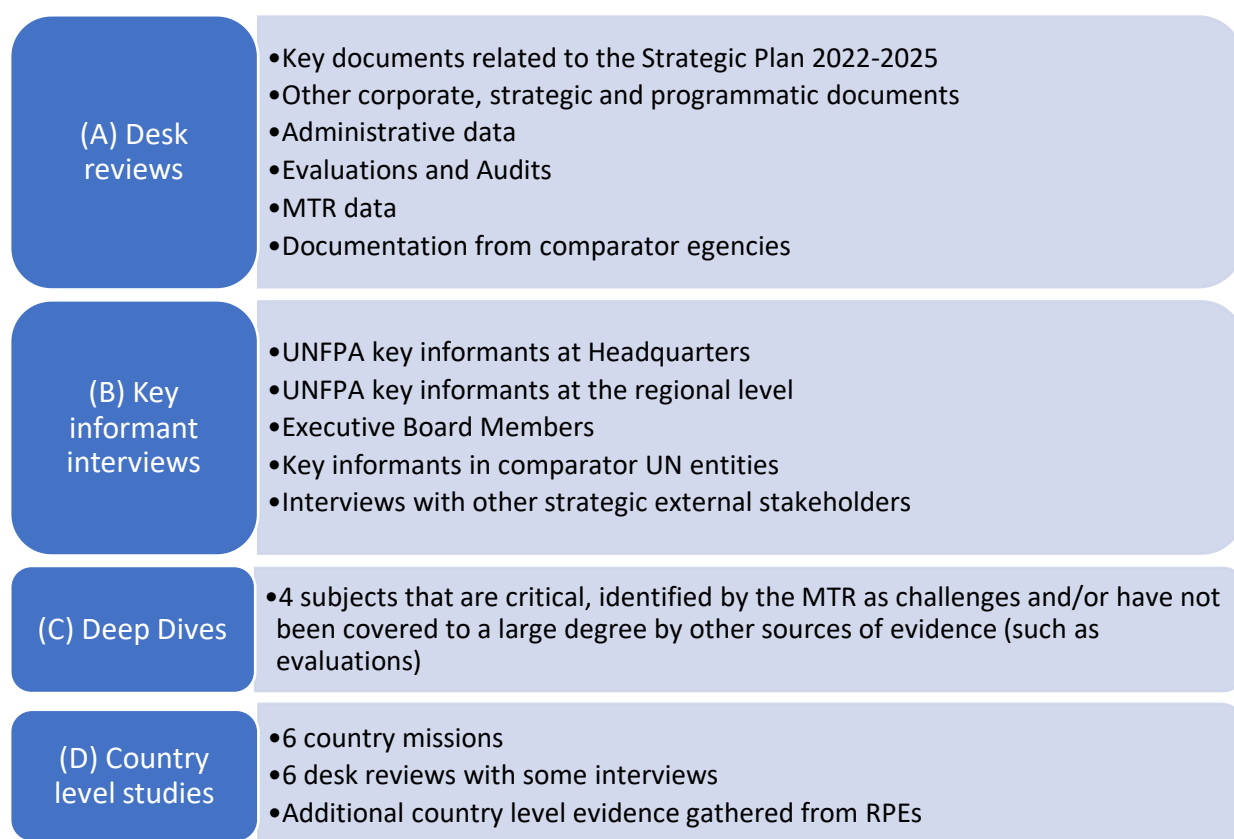 (A) Desk
reviews
•Key documents related to the Strategic Plan 2022-2025
•Other corporate, strategic and programmatic documents
•Administrative data
•Evaluations and Audits
•MTR data
•Documentation from comparator egencies
(B) Key
informant
interviews
•UNFPA key informants at Headquarters
•UNFPA key informants at the regional level
•Executive Board Members
•Key informants in comparator UN entities
•Interviews with other strategic external stakeholders
(C) Deep Dives
•4 subjects that are critical, identified by the MTR as challenges and/or have not
been covered to a large degree by other sources of evidence (such as
evaluations)
(D) Country
level studies
•6 country missions
•6 desk reviews with some interviews
•Additional country level evidence gathered from RPEs